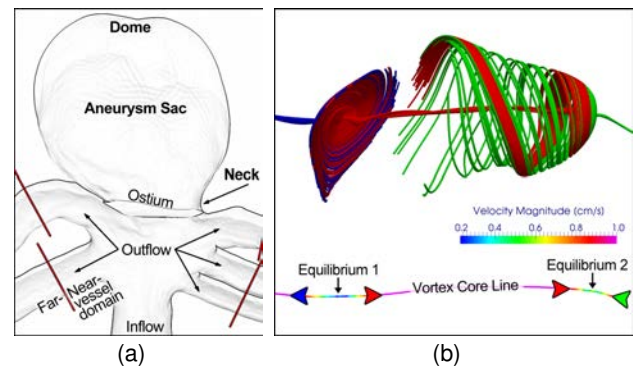 Dome
Aneurysm Sac
Neck
Ostium
Outflow
Far- Near-
vessel
domain
Inflow
(a)
Velocity Magnitude (cm/s)
0.2 0.4 0.6 0.8 1.0
Equilibrium 1
Vortex Core Line
Equilibrium 2
(b)